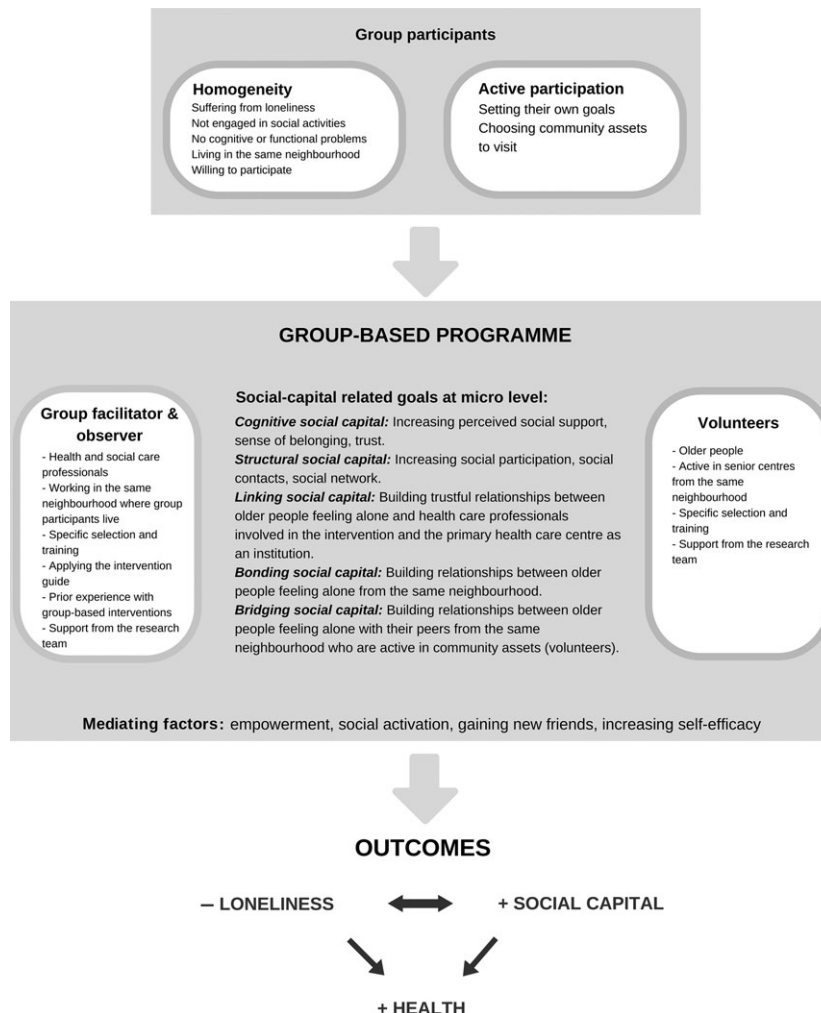 Group participants
Homogeneity
Suffering from loneliness
Not engaged in social activities
No cognitive or functional problems
Living in the same neighbourhood
Willing to participate
Active participation
Setting their own goals
Choosing community assets
to visit
GROUP-BASED PROGRAMME
Group facilitator &
observer
- Health and social care
professionals
- Working in the same
neighbourhood where group
participants live
- Specific selection and
training
- Applying the intervention
guide
- Prior experience with
group-based interventions
- Support from the research
team
Social-capital related goals at micro level:
Cognitive social capital: Increasing perceived social support,
sense of belonging, trust.
Structural social capital: Increasing social participation, social
contacts, social network.
Linking social capital: Building trustful relationships between
older people feeling alone and health care professionals
involved in the intervention and the primary health care centre as
an institution.
Bonding social capital: Building relationships between older
people feeling alone from the same neighbourhood.
Bridging social capital: Building relationships between older
people feeling alone with their peers from the same
neighbourhood who are active in community assets (volunteers).
Volunteers
- Older people
- Active in senior centres
from the same
neighbourhood
- Specific selection and
training
- Support from the research
team
Mediating factors: empowerment, social activation, gaining new friends, increasing self-efficacy
OUTCOMES
– LONELINESS
+ SOCIAL CAPITAL
+ HEALTH